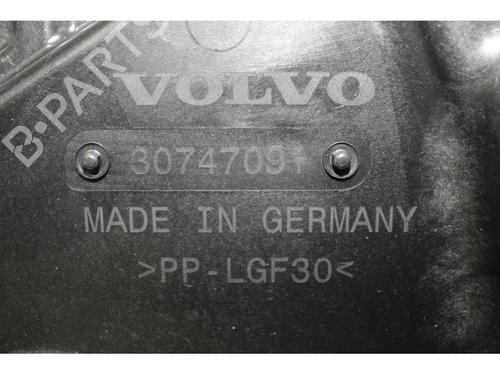 B-PARTS
VOLVO
30747091
MADE IN GERMANY
>PP-LGF30<